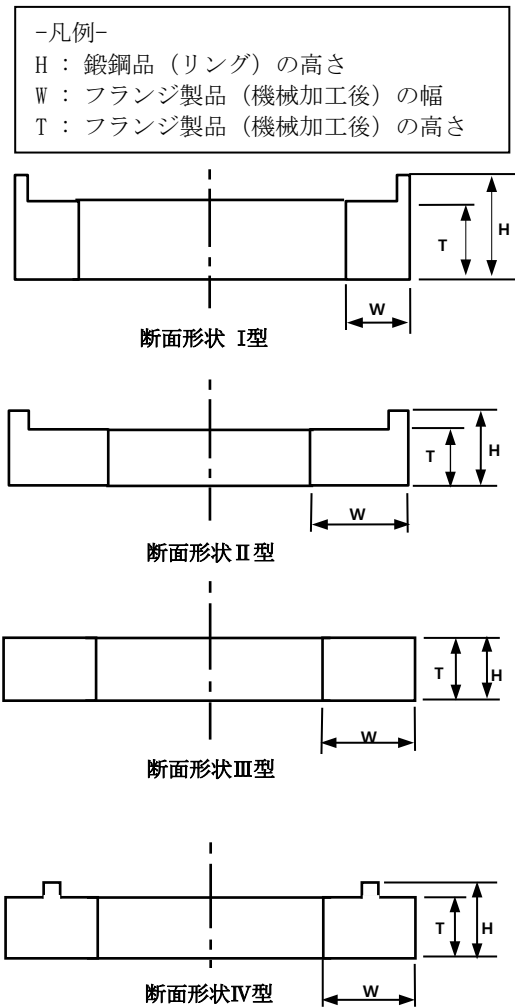 -凡例-
H : 鍛鋼品 (リング) の高さ
W : フランジ製品 (機械加工後) の幅
T : フランジ製品 (機械加工後) の高さ
T
H
W
断面形状 I型
T
H
W
断面形状Ⅱ型
T
H
W
断面形状Ⅲ型
T
H
W
断面形状Ⅳ型